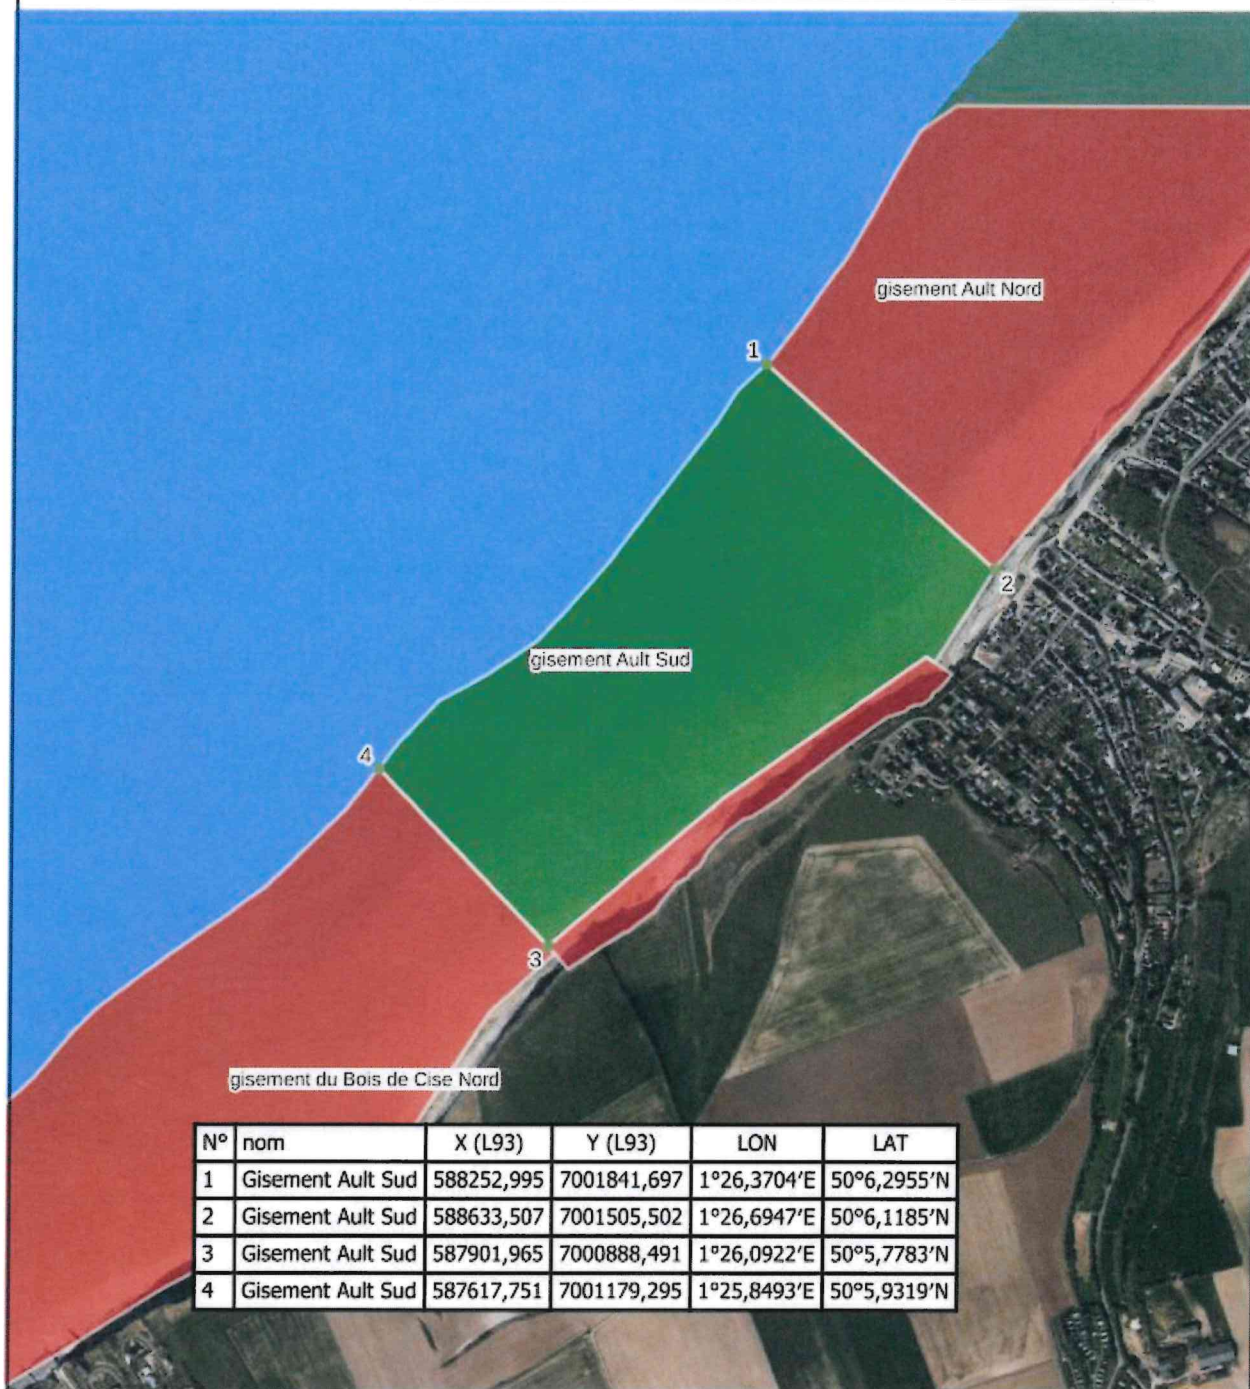 gisement Ault Nord
1
2
gisement Ault Sud
4
3
gisement du Bois de Cise Nord
N° nom X (L93) Y (L93) LON LAT
1 Gisement Ault Sud 588252,995 7001841,697 1°26,3704'E 50°6,2955'N
2 Gisement Ault Sud 588633,507 7001505,502 1°26,6947'E 50°6,1185'N
3 Gisement Ault Sud 587901,965 7000888,491 1°26,0922'E 50°5,7783'N
4 Gisement Ault Sud 587617,751 7001179,295 1°25,8493'E 50°5,9319'N